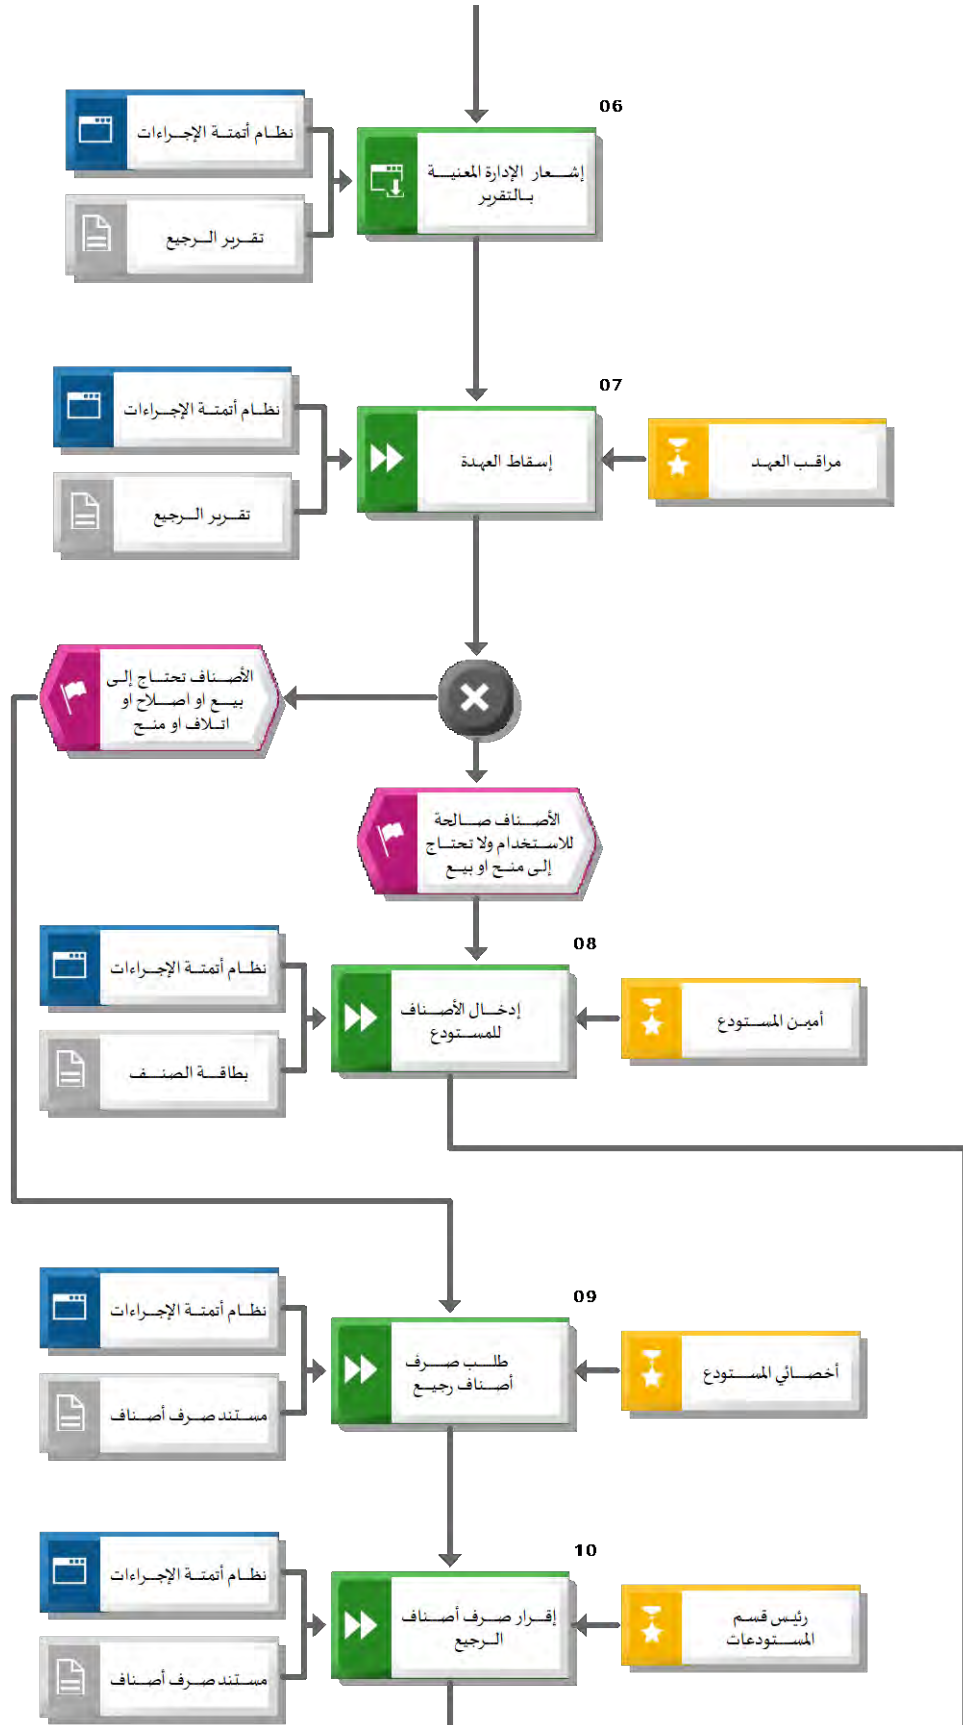 06
نظام أتمتة الإجراءات
إشعار الإدارة المعنية
بالتقرير
تقرير الرجيع
07
نظام أتمتة الإجراءات
إسقاط العهدة
مراقب العهد
تقرير الرجيع
الأصناف تحتاج إلى
بيع او اصلاح او
اتلاف او منح
الأصناف صالحة
للاستخدام ولا تحتاج
إلى منح او بيع
08
نظام أتمتة الإجراءات
إدخال الأصناف
للمستودع
أمين المستودع
بطاقة الصنف
09
نظام أتمتة الإجراءات
طلب صرف
أصناف رجيع
أخصائي المستودع
مستند صرف أصناف
10
نظام أتمتة الإجراءات
إقرار صرف أصناف
الرجيع
رئيس قسم
المستودعات
مستند صرف أصناف